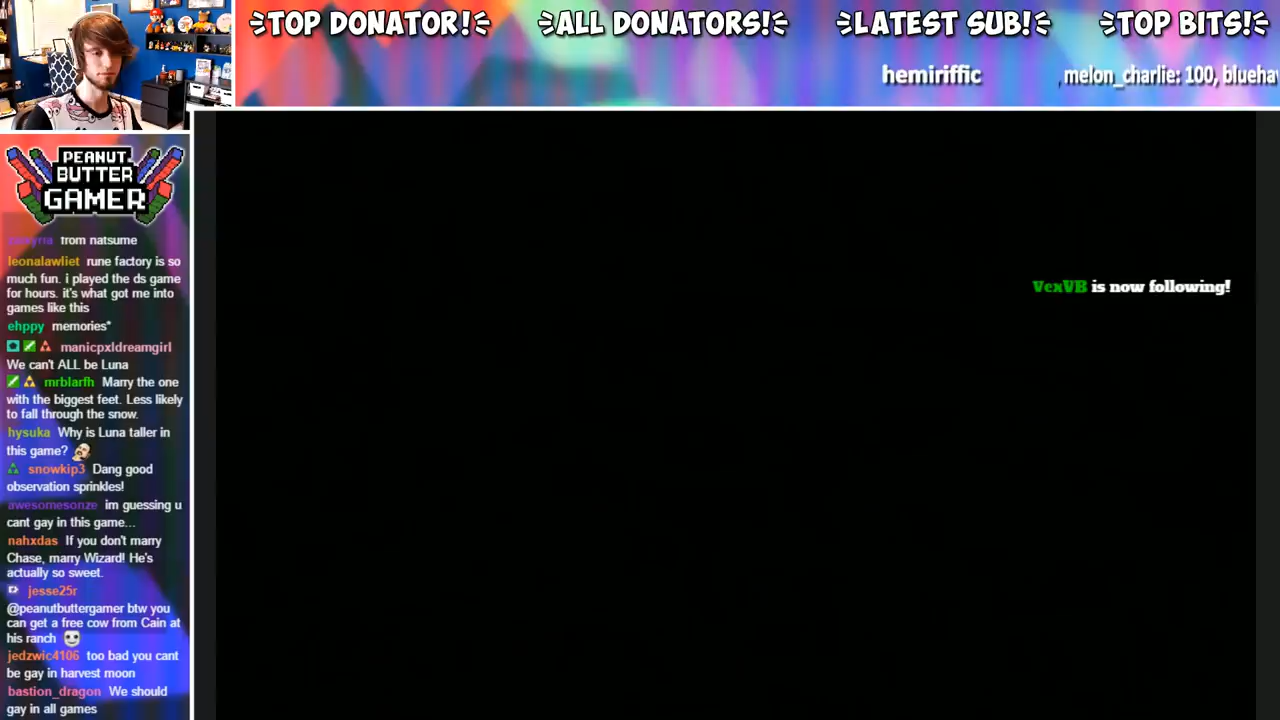 TOP DONATOR!
ALL DONATORS!
LATEST SUB!
TOP BITS!
hemiriffic
, melon_charlie: 100, blueha
PEANUT
BUTTER
GAMER
from natsume
leonalawliet rune factory is so
much fun. i played the ds game
for hours. it's what got me into
games like this
ehppy memories*
manicpxldreamgirl
We can't ALL be Luna
mrblarfh Marry the one
with the biggest feet. Less likely
to fall through the snow.
hysuka Why is Luna taller in
this game?
snowkip3 Dang good
observation sprinkles!
awesomesonze im guessing u
cant gay in this game...
nahxdas If you don't marry
Chase, marry Wizard! He's
actually so sweet.
jesse25r
@peanutbuttergamer btw you
can get a free cow from Cain at
his ranch
jedzwic4106 too bad you cant
be gay in harvest moon
bastion_dragon We should
gay in all games
VexVB is now following!